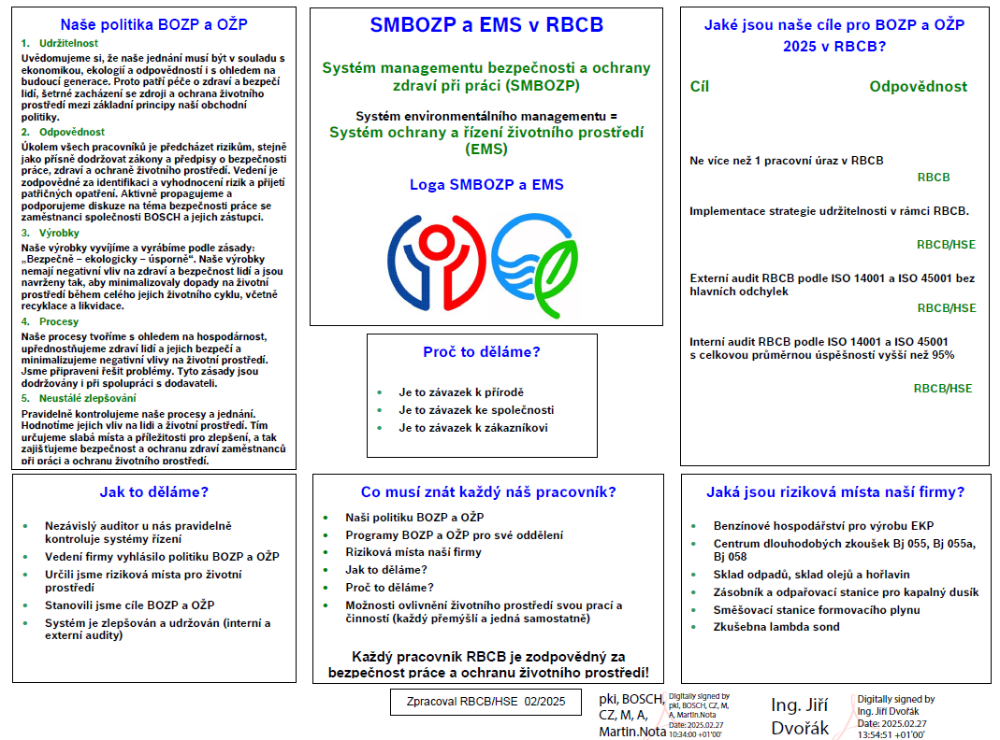 Naše politika BOZP a OŽP
1. Udržitelnost
Uvědomujeme si, že naše jednání musí být v souladu s
ekonomikou, ekologií a odpovědností i s ohledem na
budoucí generace. Proto patří péče o zdraví a bezpečí
lidí, šetrné zacházení se zdroji a ochrana životního
prostředí mezi základní principy naší obchodní
politiky.
2. Odpovědnost
Úkolem všech pracovníků je předcházet rizikům, stejně
jako přísně dodržovat zákony a předpisy o bezpečnosti
práce, zdraví a ochraně životního prostředí. Vedení je
zodpovědné za identifikaci a vyhodnocení rizik a přijetí
patřičných opatření. Aktivně propagujeme a
podporujeme diskuze na téma bezpečnosti práce se
zaměstnanci společnosti BOSCH a jejich zástupci.
3. Výrobky
Naše výrobky vyvíjíme a vyrábíme podle zásady:
„Bezpečně – ekologicky – úsporně“. Naše výrobky
nemají negativní vliv na zdraví a bezpečnost lidí a jsou
navrženy tak, aby minimalizovaly dopady na životní
prostředí během celého jejich životního cyklu, včetně
recyklace a likvidace.
4. Procesy
Naše procesy tvoříme s ohledem na hospodárnost,
upřednostňujeme zdraví lidí a jejich bezpečí a
minimalizujeme negativní vlivy na životní prostředí.
Jsme připraveni řešit problémy. Tyto zásady jsou
dodržovány i při spolupráci s dodavateli.
5. Neustálé zlepšování
Pravidelně kontrolujeme naše procesy a jednání.
Hodnotíme jejich vliv na lidi a životní prostředí. Tím
určujeme slabá místa a příležitosti pro zlepšení, a tak
zajišťujeme bezpečnost a ochranu zdraví zaměstnanců
při práci a ochranu životního prostředí.
SMBOZP a EMS v RBCB
Systém managementu bezpečnosti a ochrany
zdraví při práci (SMBOZP)
Systém environmentálního managementu =
Systém ochrany a řízení životního prostředí
(EMS)
Loga SMBOZP a EMS
Proč to děláme?
• Je to závazek k přírodě
• Je to závazek ke společnosti
• Je to závazek k zákazníkovi
Jaké jsou naše cíle pro BOZP a OŽP
2025 v RBCB?
Cíl Odpovědnost
Ne více než 1 pracovní úraz v RBCB
RBCB
Implementace strategie udržitelnosti v rámci RBCB.
RBCB/HSE
Externí audit RBCB podle ISO 14001 a ISO 45001 bez
hlavních odchylek
RBCB/HSE
Interní audit RBCB podle ISO 14001 a ISO 45001
s celkovou průměrnou úspěšností vyšší než 95%
RBCB/HSE
Jak to děláme?
• Nezávislý auditor u nás pravidelně
kontroluje systémy řízení
• Vedení firmy vyhlásilo politiku BOZP a OŽP
• Určili jsme riziková místa pro životní
prostředí
• Stanovili jsme cíle BOZP a OŽP
• Systém je zlepšován a udržován (interní a
externí audity)
Co musí znát každý náš pracovník?
• Naši politiku BOZP a OŽP
• Programy BOZP a OŽP pro své oddělení
• Riziková místa naší firmy
• Jak to děláme?
• Proč to děláme?
• Možnosti ovlivnění životního prostředí svou prací a
činností (každý přemýšlí a jedná samostatně)
Každý pracovník RBCB je zodpovědný za
bezpečnost práce a ochranu životního prostředí!
Jaká jsou riziková místa naší firmy?
• Benzínové hospodářství pro výrobu EKP
• Centrum dlouhodobých zkoušek Bj 055, Bj 055a,
Bj 058
• Sklad odpadů, sklad olejů a hořlavin
• Zásobník a odpařovací stanice pro kapalný dusík
• Směšovací stanice formovacího plynu
• Zkušebna lambda sond
Zpracoval RBCB/HSE 02/2025
pki, BOSCH,
CZ, M, A,
Martin.Nota
Digitally signed by
pki, BOSCH, CZ, M,
A, Martin.Nota
Date: 2025.02.27
10:34:00 +01'00'
Ing. Jiří
Dvořák
Digitally signed by
Ing. Jiří Dvořák
Date: 2025.02.27
13:54:51 +01'00'